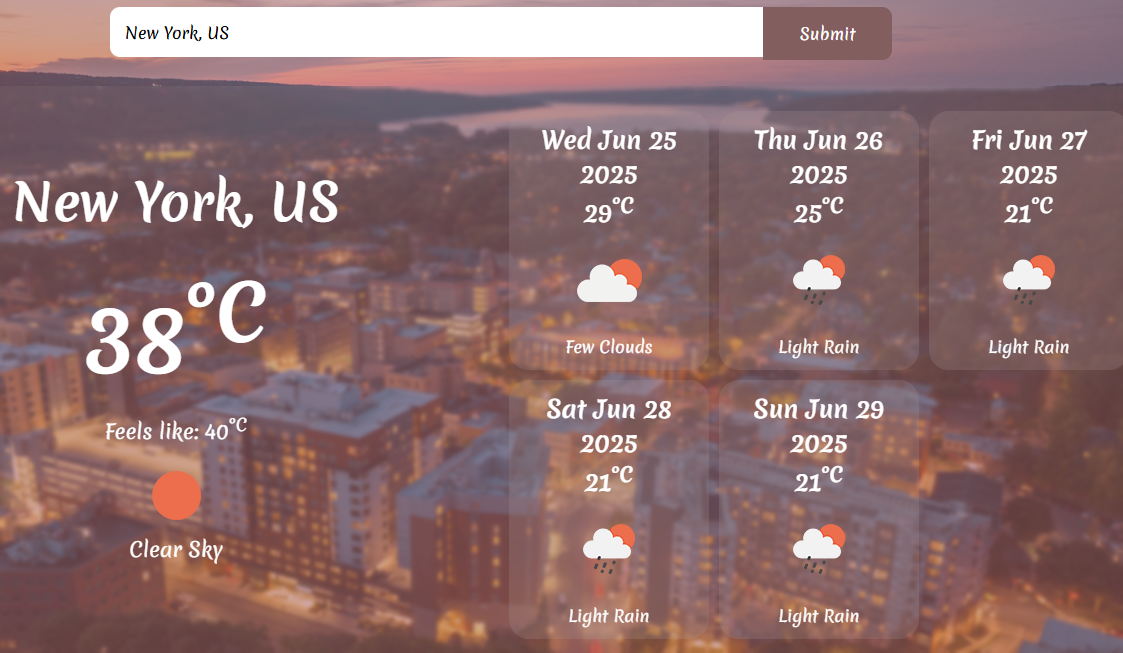 New York, US
Submit
New York, US
38°C
Feels like: 40°C
Clear Sky
Wed Jun 25
2025
29°C
Few Clouds
Thu Jun 26
2025
25°C
Light Rain
Fri Jun 27
2025
21°C
Light Rain
Sat Jun 28
2025
21°C
Light Rain
Sun Jun 29
2025
21°C
Light Rain